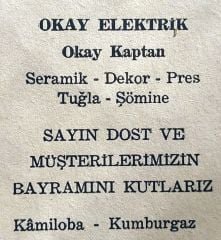 OKAY ELEKTRİK
Okay Kaptan
Seramik - Dekor - Pres
Tuğla - Şömine
SAYIN DOST VE
MÜŞTERİLERİMİZİN
BAYRAMINI KUTLARIZ
Kâmiloba - Kumburgaz